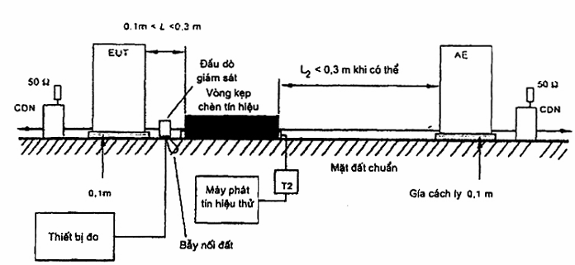 0.1m < L <0,3 m
EUT
AE
Đầu dò
giám sát
L₂ < 0,3 m khi có thể
50 Ω
Vòng kẹp
chèn tín hiệu
50 Ω
CDN
CDN
Mặt đất chuẩn
T2
0,1m
Máy phát
tín hiệu thử
Gía cách ly 0,1 m
Thiết bị đo
Bẫy nối đất